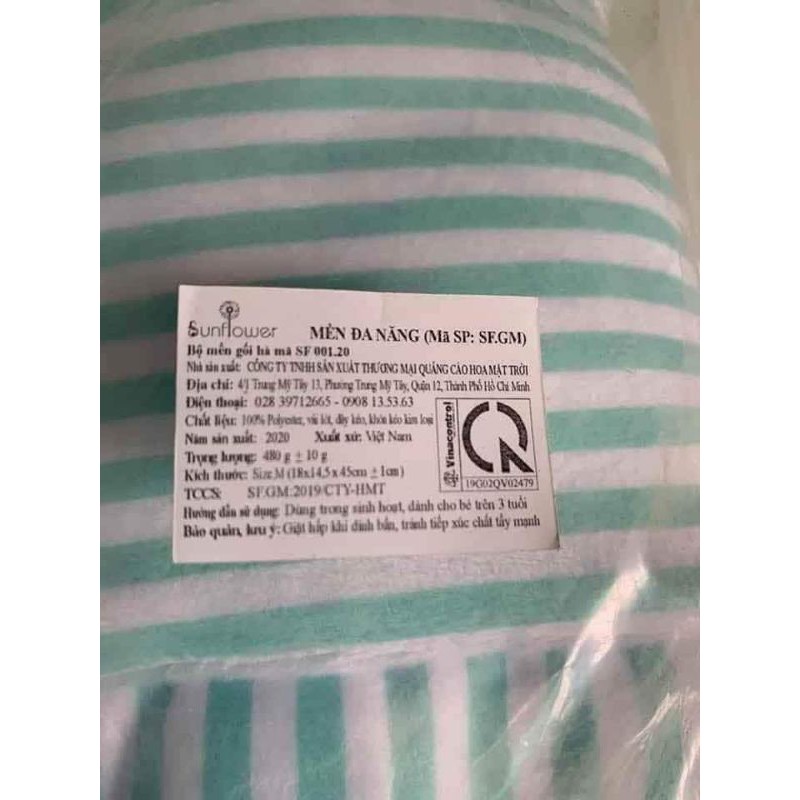 Sunflower
MỀN ĐA NĂNG (Mã SP: SF.GM)
Bộ mền gối hà mã SF 001.20
Nhà sản xuất: CÔNG TY TNHH SẢN XUẤT THƯƠNG MẠI QUẢNG CÁO HOA MẶT TRỜI
Địa chỉ: 4/J Trung Mỹ Tây 13, Phường Trung Mỹ Tây, Quận 12, Thành Phố Hồ Chí Minh
Điện thoại: 028 39712665 - 0908 13.53.63
Chất liệu: 100% Polyester, vải lót, dây kéo, khóa kéo kim loại
Năm sản xuất: 2020 Xuất xứ: Việt Nam
Trọng lượng: 480 g ± 10 g
Kích thước: Size M (18x14,5 x 45cm ± 1cm)
TCCS: SF.GM:2019/CTY-HMT
Hướng dẫn sử dụng: Dùng trong sinh hoạt, dành cho bé trên 3 tuổi
Bảo quản, lưu ý: Giặt hấp khi dính bẩn, tránh tiếp xúc chất tẩy mạnh
Vinacontrol
CR
19G02QV02479